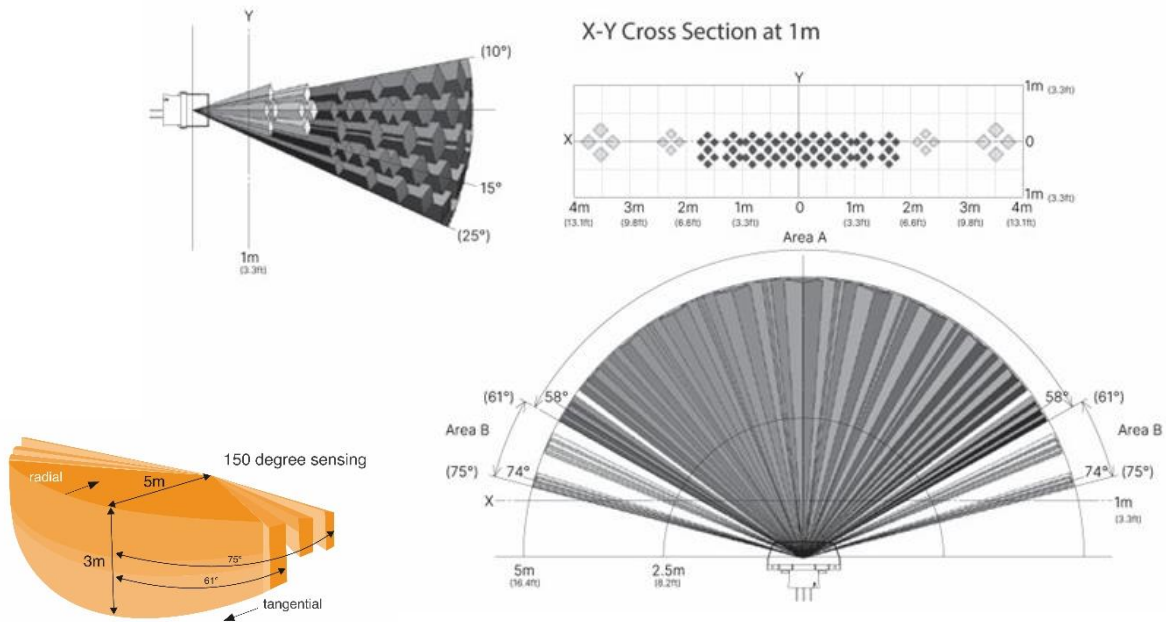 Y
(10°)
15°
(25°)
1m
(3.3ft)
X-Y Cross Section at 1m
Y
1m (3.3ft)
X
0
1m (3.3ft)
4m 3m 2m 1m 0 1m 2m 3m 4m
(13.1ft) (9.8ft) (6.6ft) (3.3ft) (3.3ft) (6.6ft) (9.8ft) (13.1ft)
Area A
(61°) 58° 58° (61°)
Area B Area B
(75°) 74° 74° (75°)
X
1m
(3.3ft)
5m 2.5m
(16.4ft) (8.2ft)
150 degree sensing
radial
5m
3m
75°
61°
tangential